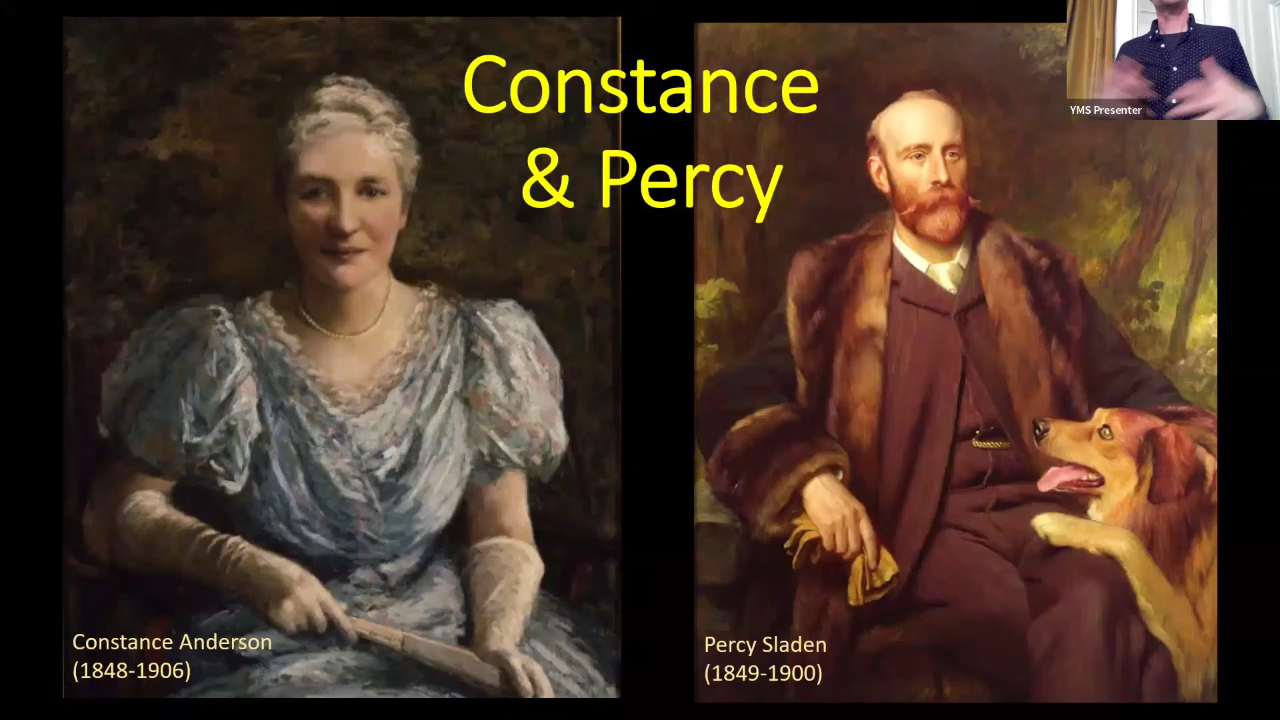 Constance
& Percy
YMS Presenter
Constance Anderson
(1848-1906)
Percy Sladen
(1849-1900)